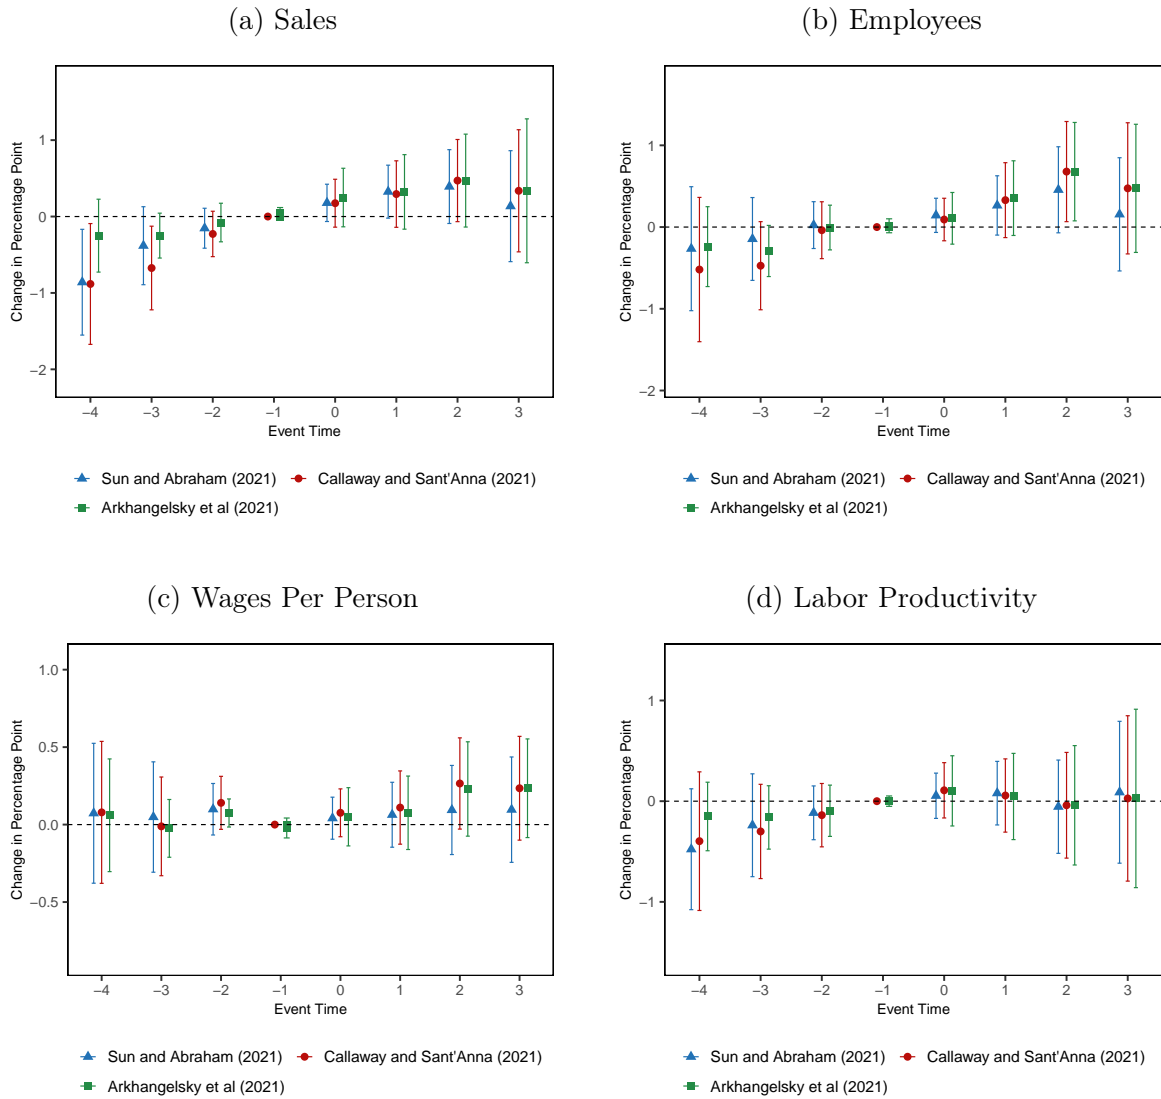 (a) Sales
Change in Percentage Point
1
0
−1
−2
−4 −3 −2 −1 0 1 2 3
Event Time
Sun and Abraham (2021) Callaway and Sant'Anna (2021)
Arkhangelsky et al (2021)
(b) Employees
Change in Percentage Point
1
0
−1
−2
−4 −3 −2 −1 0 1 2 3
Event Time
Sun and Abraham (2021) Callaway and Sant'Anna (2021)
Arkhangelsky et al (2021)
(c) Wages Per Person
Change in Percentage Point
1.0
0.5
0.0
−0.5
−4 −3 −2 −1 0 1 2 3
Event Time
Sun and Abraham (2021) Callaway and Sant'Anna (2021)
Arkhangelsky et al (2021)
(d) Labor Productivity
Change in Percentage Point
1
0
−1
−4 −3 −2 −1 0 1 2 3
Event Time
Sun and Abraham (2021) Callaway and Sant'Anna (2021)
Arkhangelsky et al (2021)